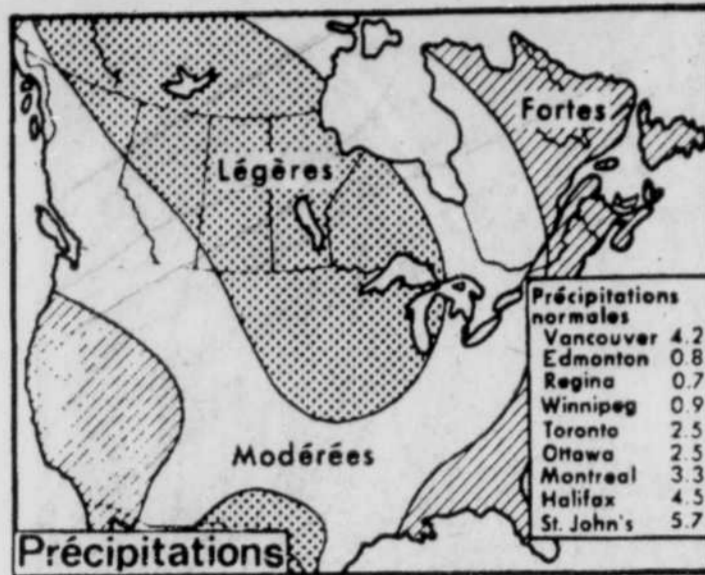 Fortes
Légères
Modérées
Précipitations
normales
Vancouver 4.2
Edmonton 0.8
Regina 0.7
Winnipeg 0.9
Toronto 2.5
Ottawa 2.5
Montreal 3.3
Halifax 4.5
St. John's 5.7
Précipitations